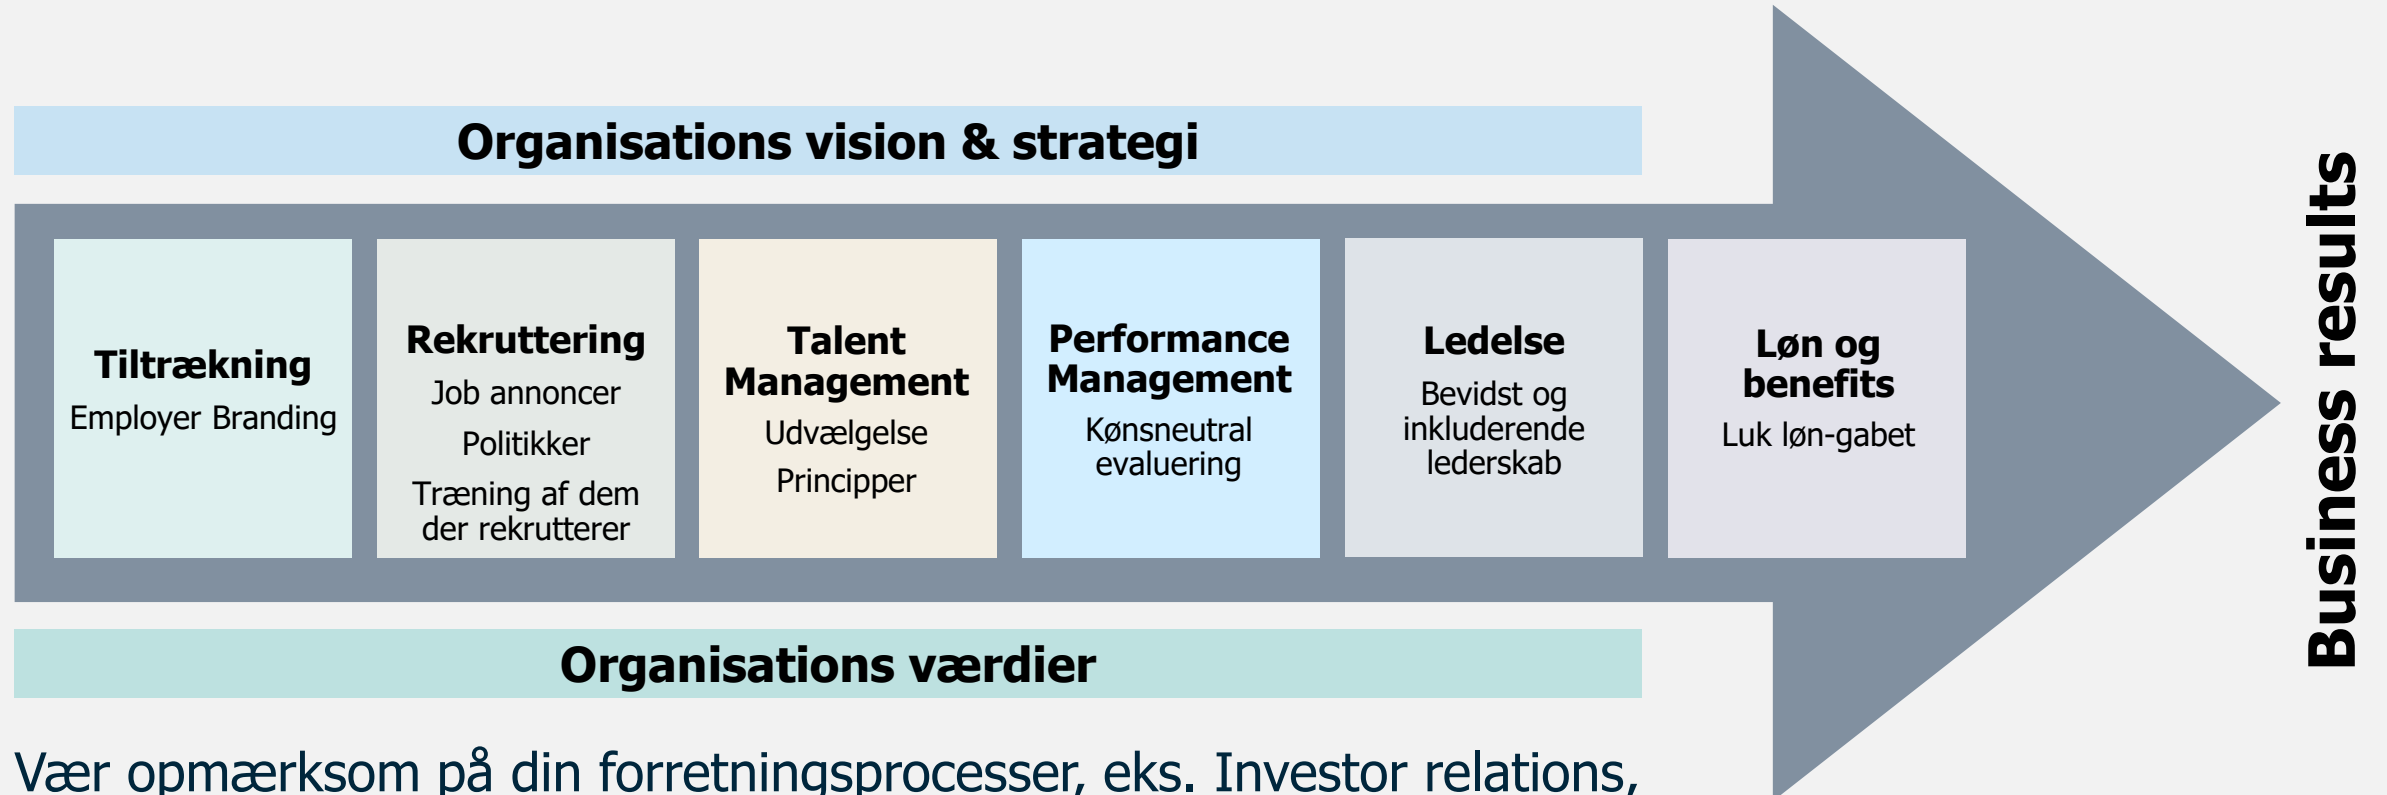 Organisations vision & strategi
Tiltrækning
Employer Branding
Rekruttering
Job annoncer
Politikker
Træning af dem
der rekrutterer
Talent
Management
Udvælgelse
Principper
Performance
Management
Kønsneutral
evaluering
Ledelse
Bevidst og
inkluderende
lederskab
Løn og
benefits
Luk løn-gabet
Business results
Organisations værdier
Vær opmærksom på din forretningsprocesser, eks. Investor relations,